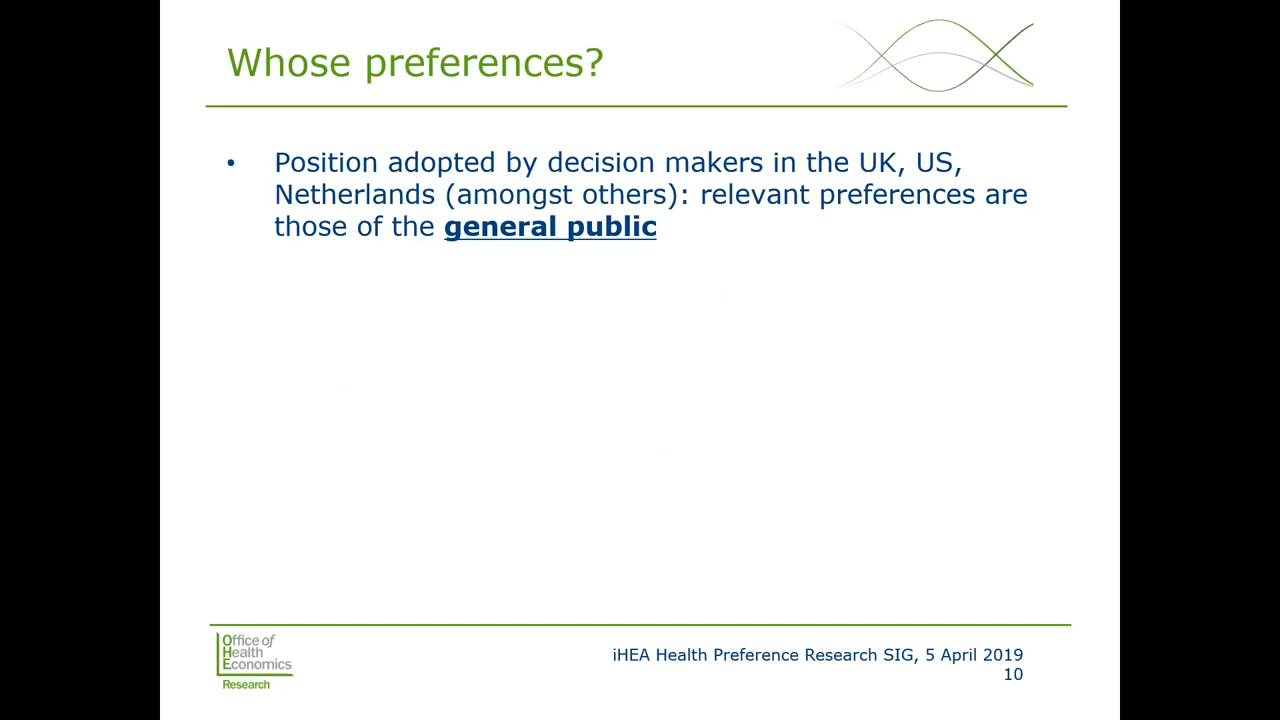 Whose preferences?
• Position adopted by decision makers in the UK, US,
Netherlands (amongst others): relevant preferences are
those of the general public
Office of
Health
Economics
Research
iHEA Health Preference Research SIG, 5 April 2019
10